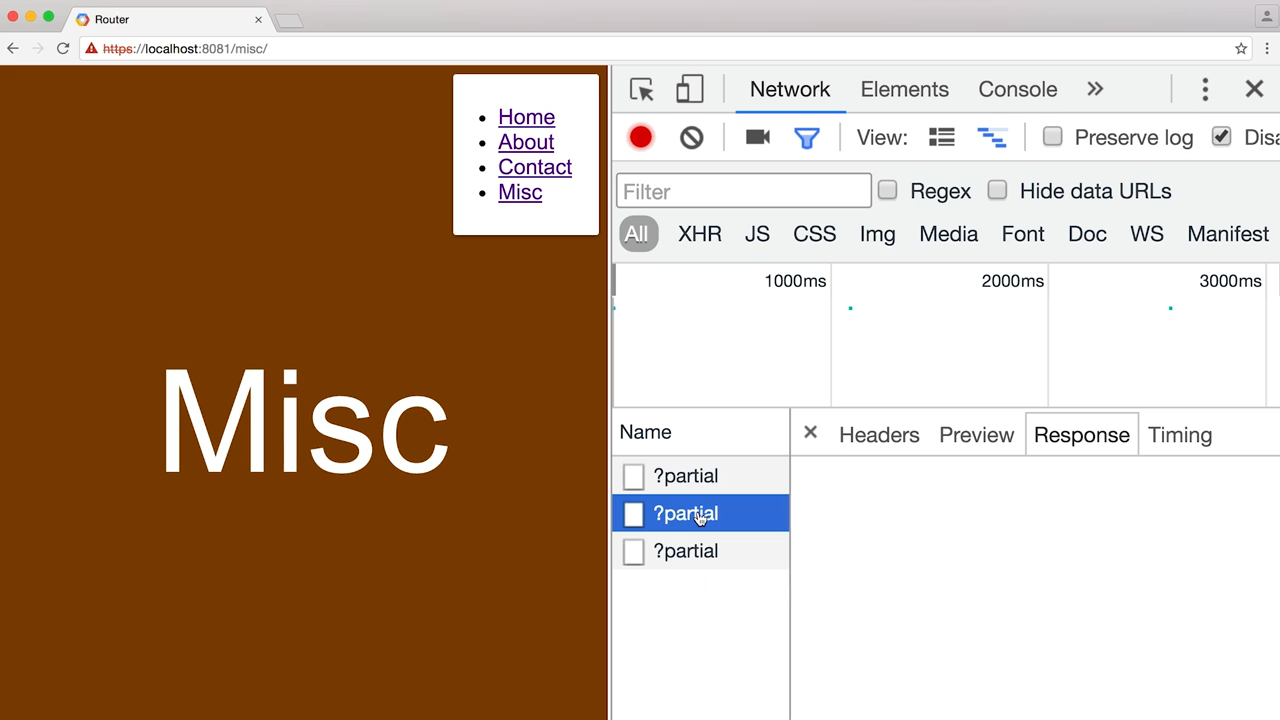 Router
https://localhost:8081/misc/
Home
About
Contact
Misc
Misc
Network Elements Console
View: Preserve log Disa
Filter Regex Hide data URLs
All XHR JS CSS Img Media Font Doc WS Manifest
1000ms 2000ms 3000ms
Name Headers Preview Response Timing
?partial
?partial
?partial